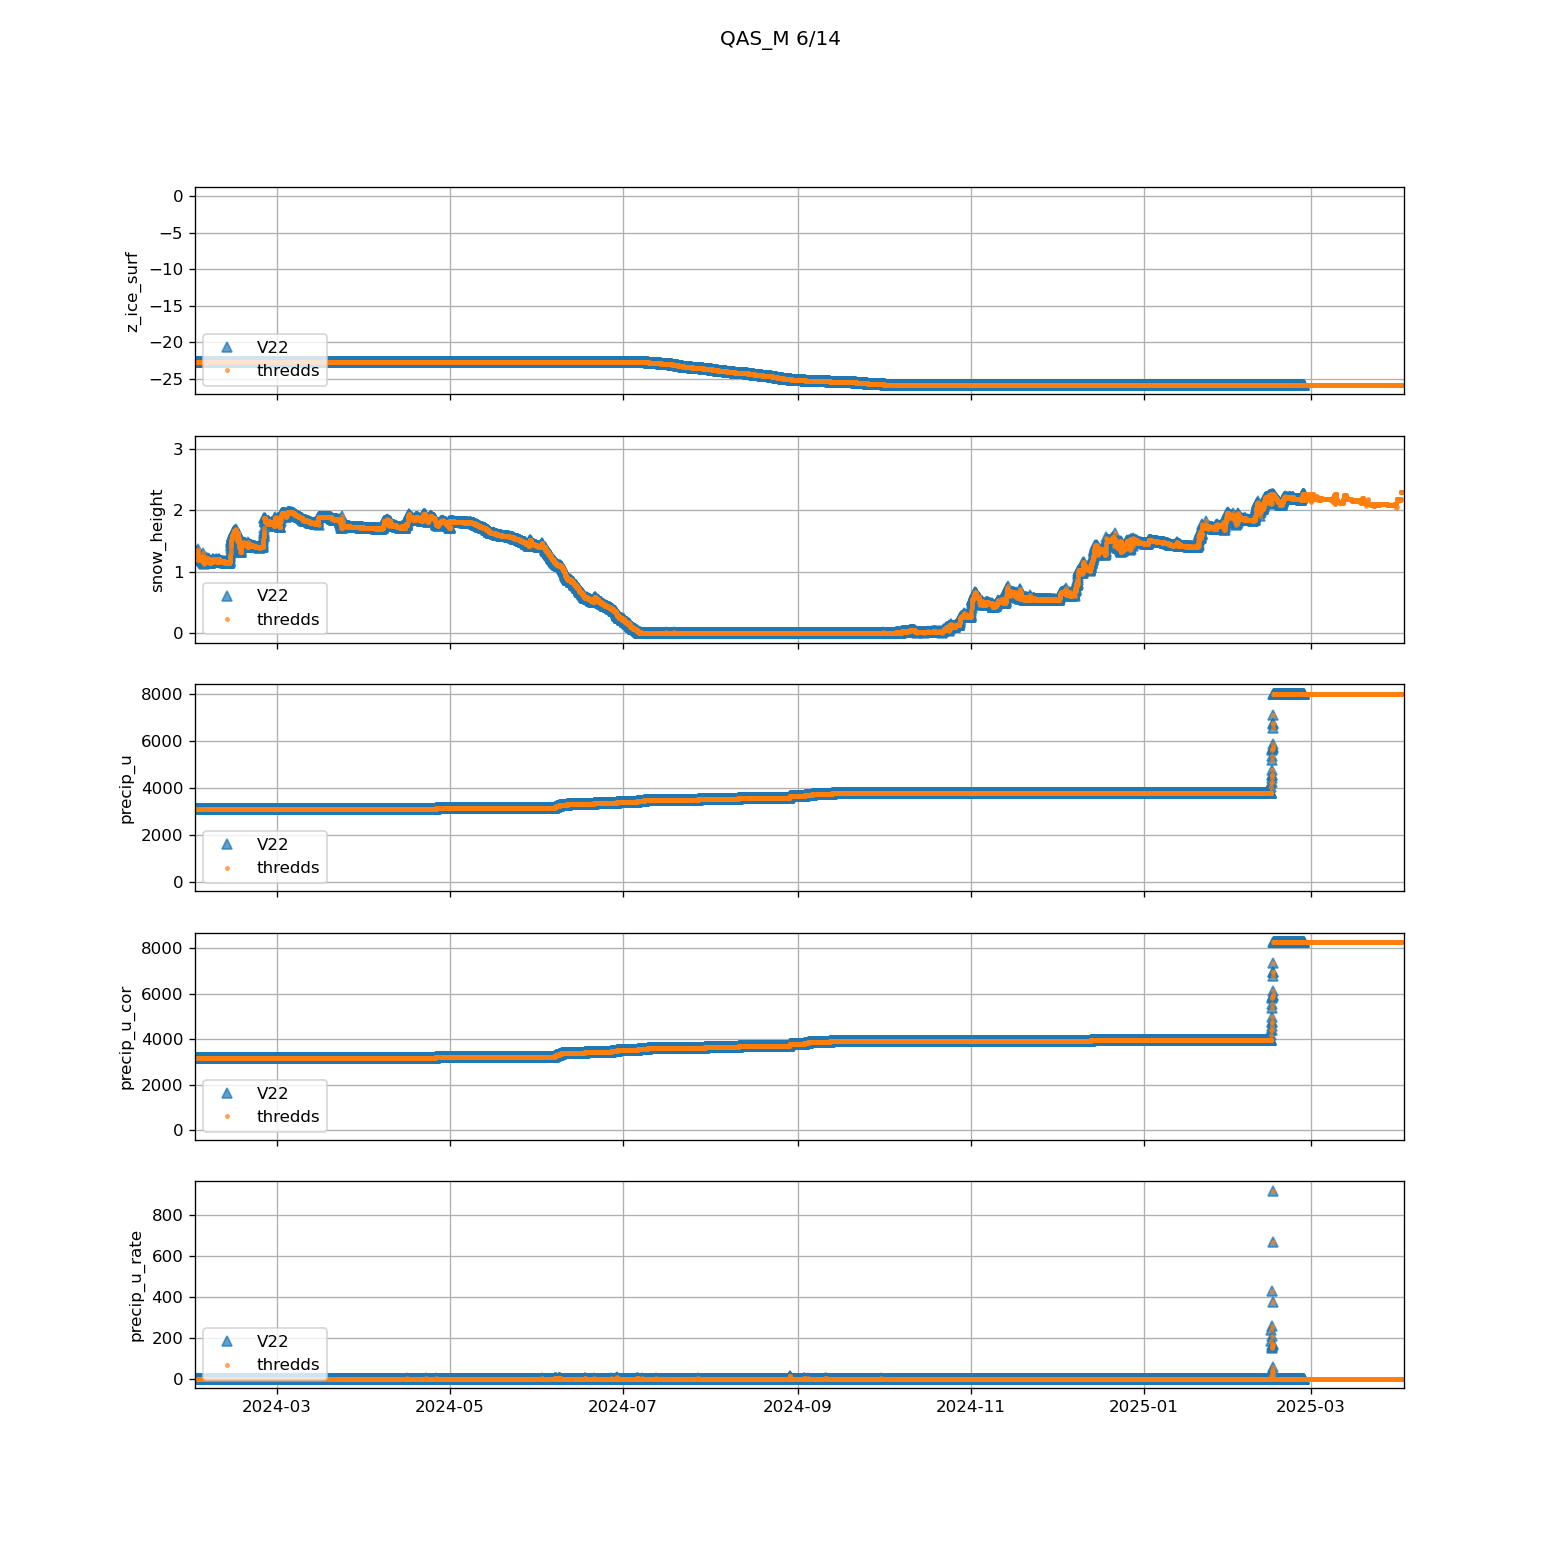 QAS_M 6/14
z_ice_surf
0
−5
−10
−15
−20
−25
V22
thredds
snow_height
3
2
1
0
V22
thredds
precip_u
8000
6000
4000
2000
0
V22
thredds
precip_u_cor
8000
6000
4000
2000
0
V22
thredds
precip_u_rate
800
600
400
200
0
V22
thredds
2024-03 2024-05 2024-07 2024-09 2024-11 2025-01 2025-03